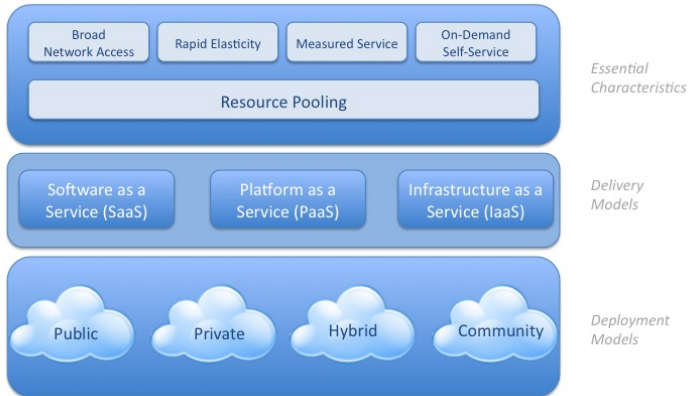 Broad
Network Access
Rapid Elasticity
Measured Service
On-Demand
Self-Service
Resource Pooling
Essential
Characteristics
Software as a
Service (SaaS)
Platform as a
Service (PaaS)
Infrastructure as a
Service (IaaS)
Delivery
Models
Public
Private
Hybrid
Community
Deployment
Models